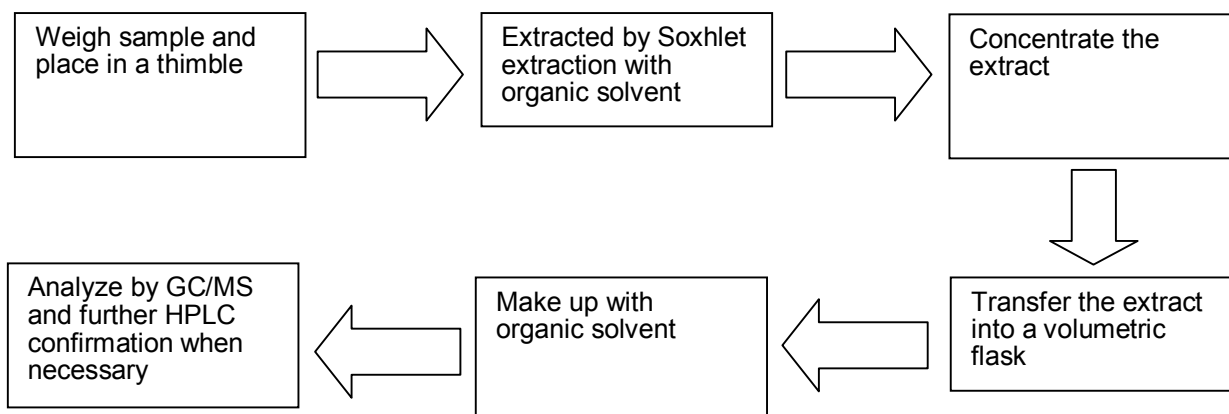 Weigh sample and
place in a thimble
Extracted by Soxhlet
extraction with
organic solvent
Concentrate the
extract
Transfer the extract
into a volumetric
flask
Make up with
organic solvent
Analyze by GC/MS
and further HPLC
confirmation when
necessary